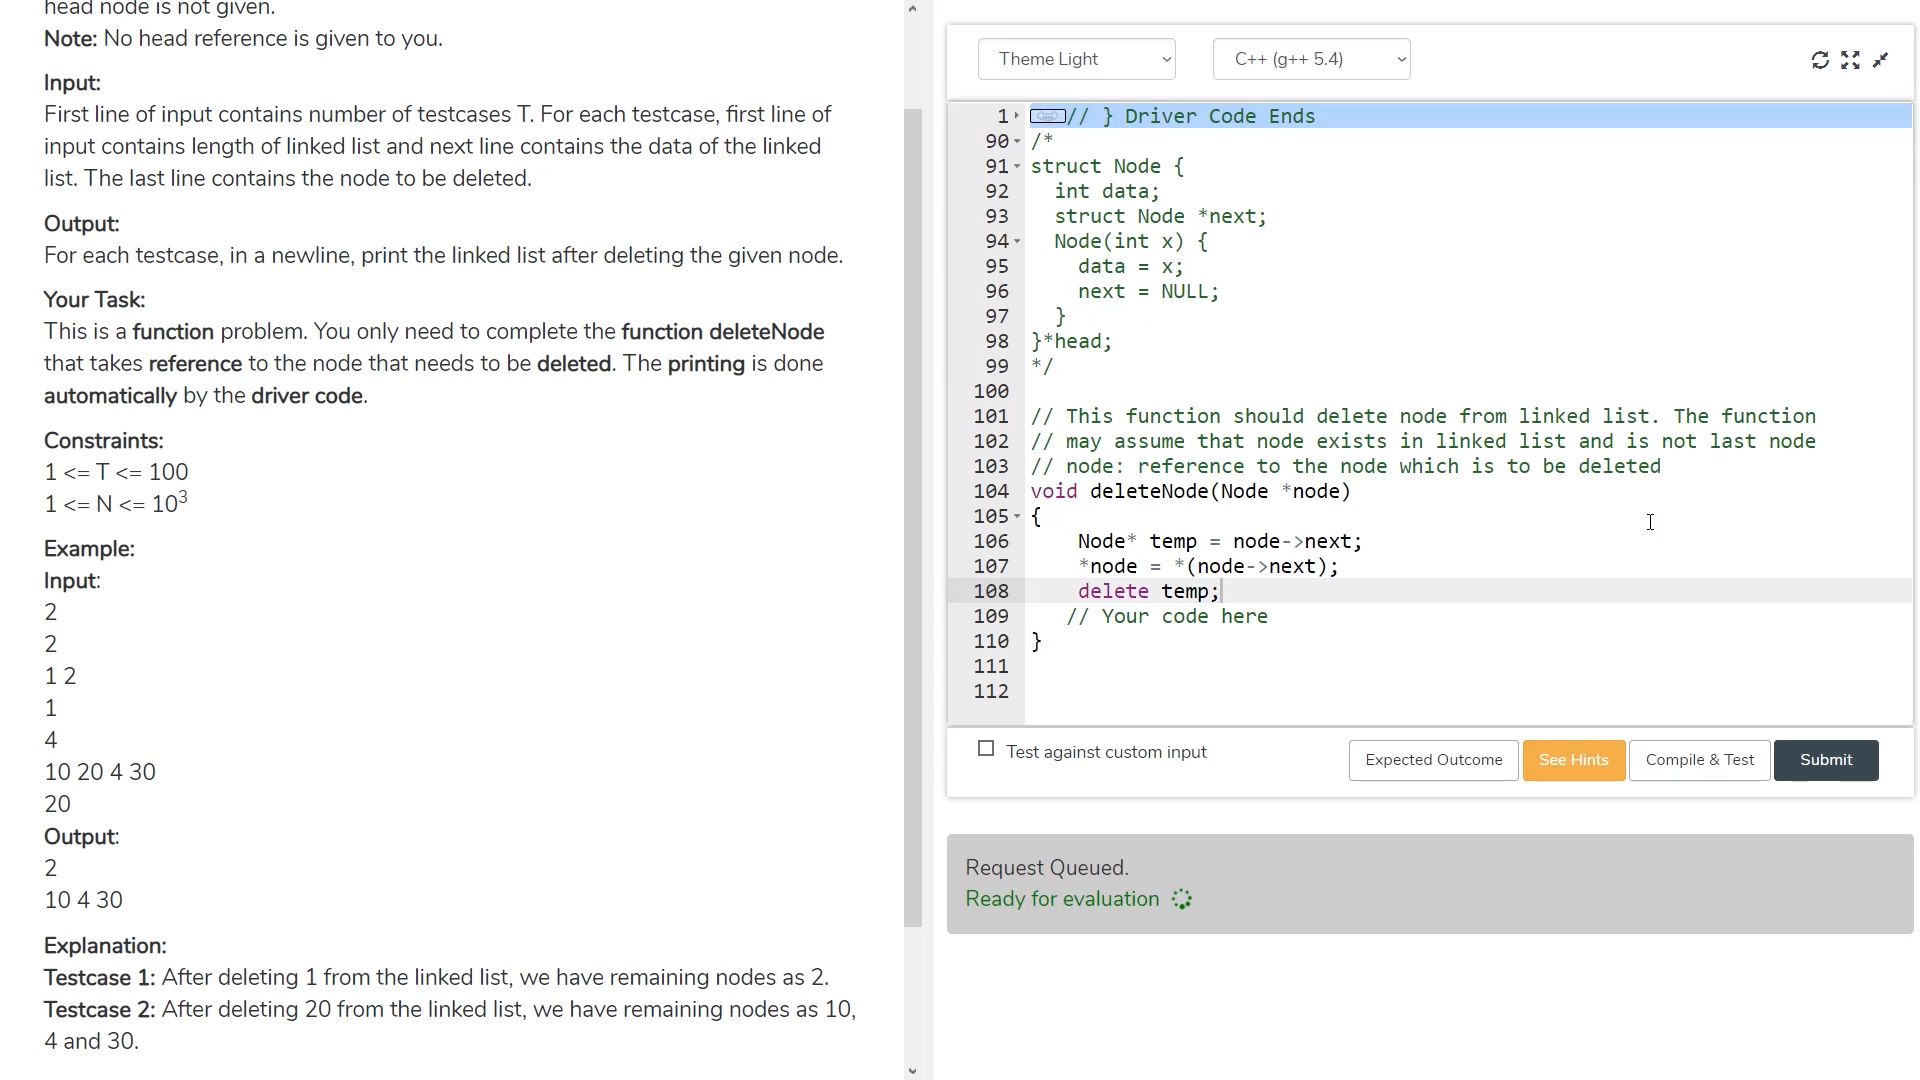 head node is not given.
Note: No head reference is given to you.
Input:
First line of input contains number of testcases T. For each testcase, first line of
input contains length of linked list and next line contains the data of the linked
list. The last line contains the node to be deleted.
Output:
For each testcase, in a newline, print the linked list after deleting the given node.
Your Task:
This is a function problem. You only need to complete the function deleteNode
that takes reference to the node that needs to be deleted. The printing is done
automatically by the driver code.
Constraints:
1 <= T <= 100
1 <= N <= 10³
Example:
Input:
2
2
1 2
1
4
10 20 4 30
20
Output:
2
10 4 30
Explanation:
Testcase 1: After deleting 1 from the linked list, we have remaining nodes as 2.
Testcase 2: After deleting 20 from the linked list, we have remaining nodes as 10,
4 and 30.
Theme Light
C++ (g++ 5.4)
1 // } Driver Code Ends
90 /*
91 struct Node {
92 int data;
93 struct Node *next;
94 Node(int x) {
95 data = x;
96 next = NULL;
97 }
98 }*head;
99 */
100
101 // This function should delete node from linked list. The function
102 // may assume that node exists in linked list and is not last node
103 // node: reference to the node which is to be deleted
104 void deleteNode(Node *node)
105 {
106 Node* temp = node->next;
107 *node = *(node->next);
108 delete temp;
109 // Your code here
110 }
111
112
Test against custom input
Expected Outcome
See Hints
Compile & Test
Submit
Request Queued.
Ready for evaluation